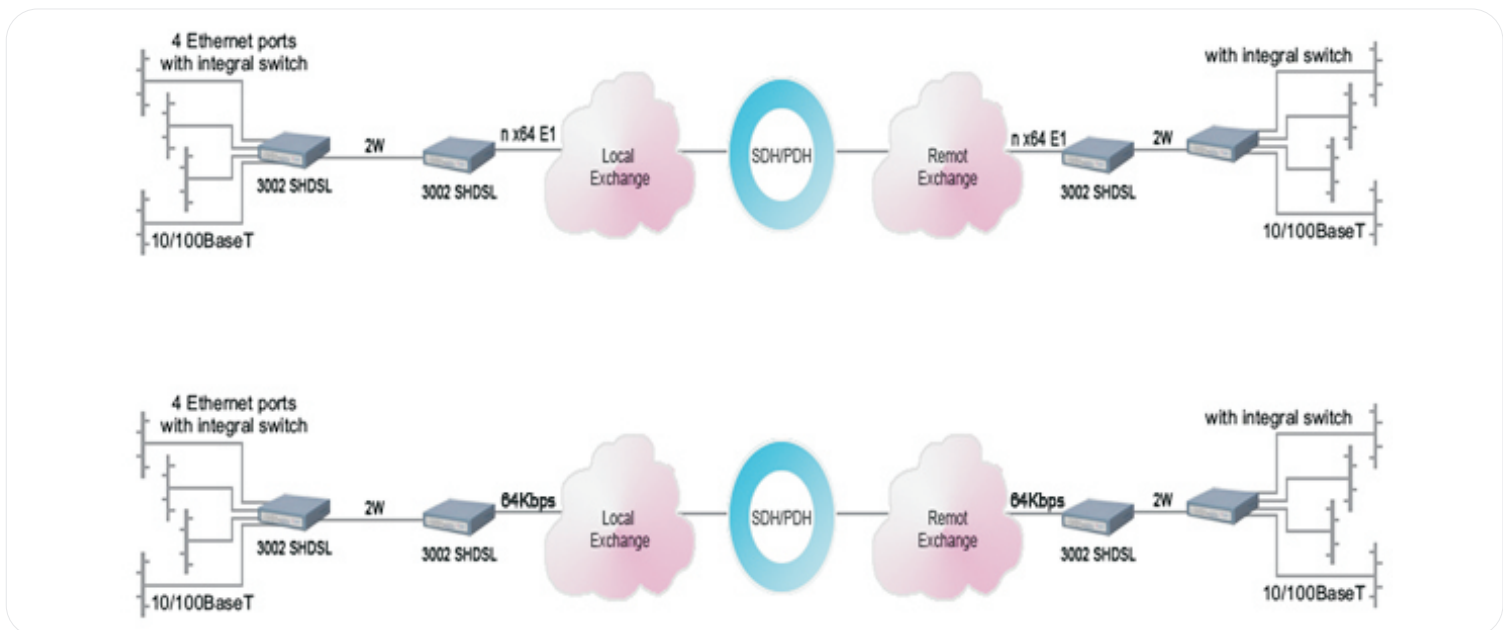 4 Ethernet ports
with integral switch
with integral switch
2W
n x64 E1
Local
Exchange
SDH/PDH
Remot
Exchange
n x64 E1
2W
3002 SHDSL
3002 SHDSL
3002 SHDSL
10/100BaseT
10/100BaseT
4 Ethernet ports
with integral switch
with integral switch
2W
64Kbps
Local
Exchange
SDH/PDH
Remot
Exchange
64Kbps
2W
3002 SHDSL
3002 SHDSL
3002 SHDSL
10/100BaseT
10/100BaseT